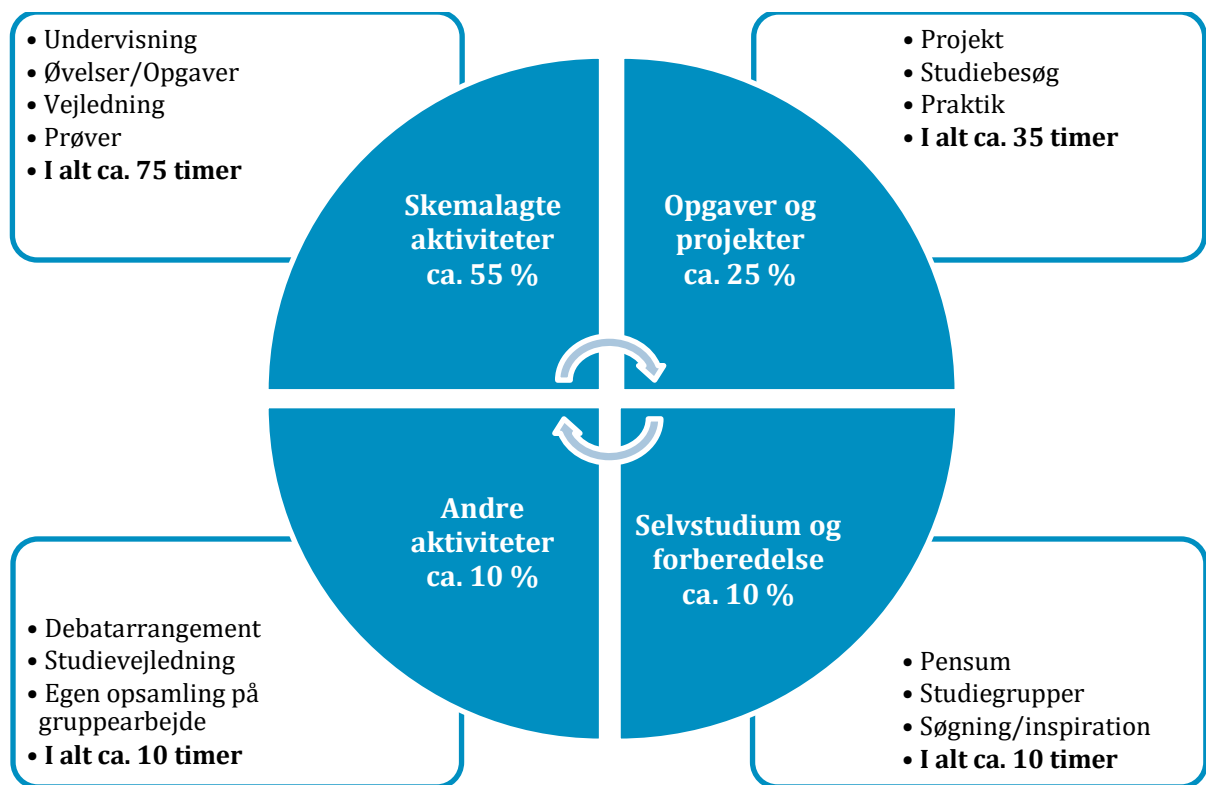 • Undervisning
• Øvelser/Opgaver
• Vejledning
• Prøver
• I alt ca. 75 timer
• Projekt
• Studiebesøg
• Praktik
• I alt ca. 35 timer
Skemalagte
aktiviteter
ca. 55 %
Opgaver og
projekter
ca. 25 %
Andre
aktiviteter
ca. 10 %
Selvstudium og
forberedelse
ca. 10 %
• Debatarrangement
• Studievejledning
• Egen opsamling på
gruppearbejde
• I alt ca. 10 timer
• Pensum
• Studiegrupper
• Søgning/inspiration
• I alt ca. 10 timer